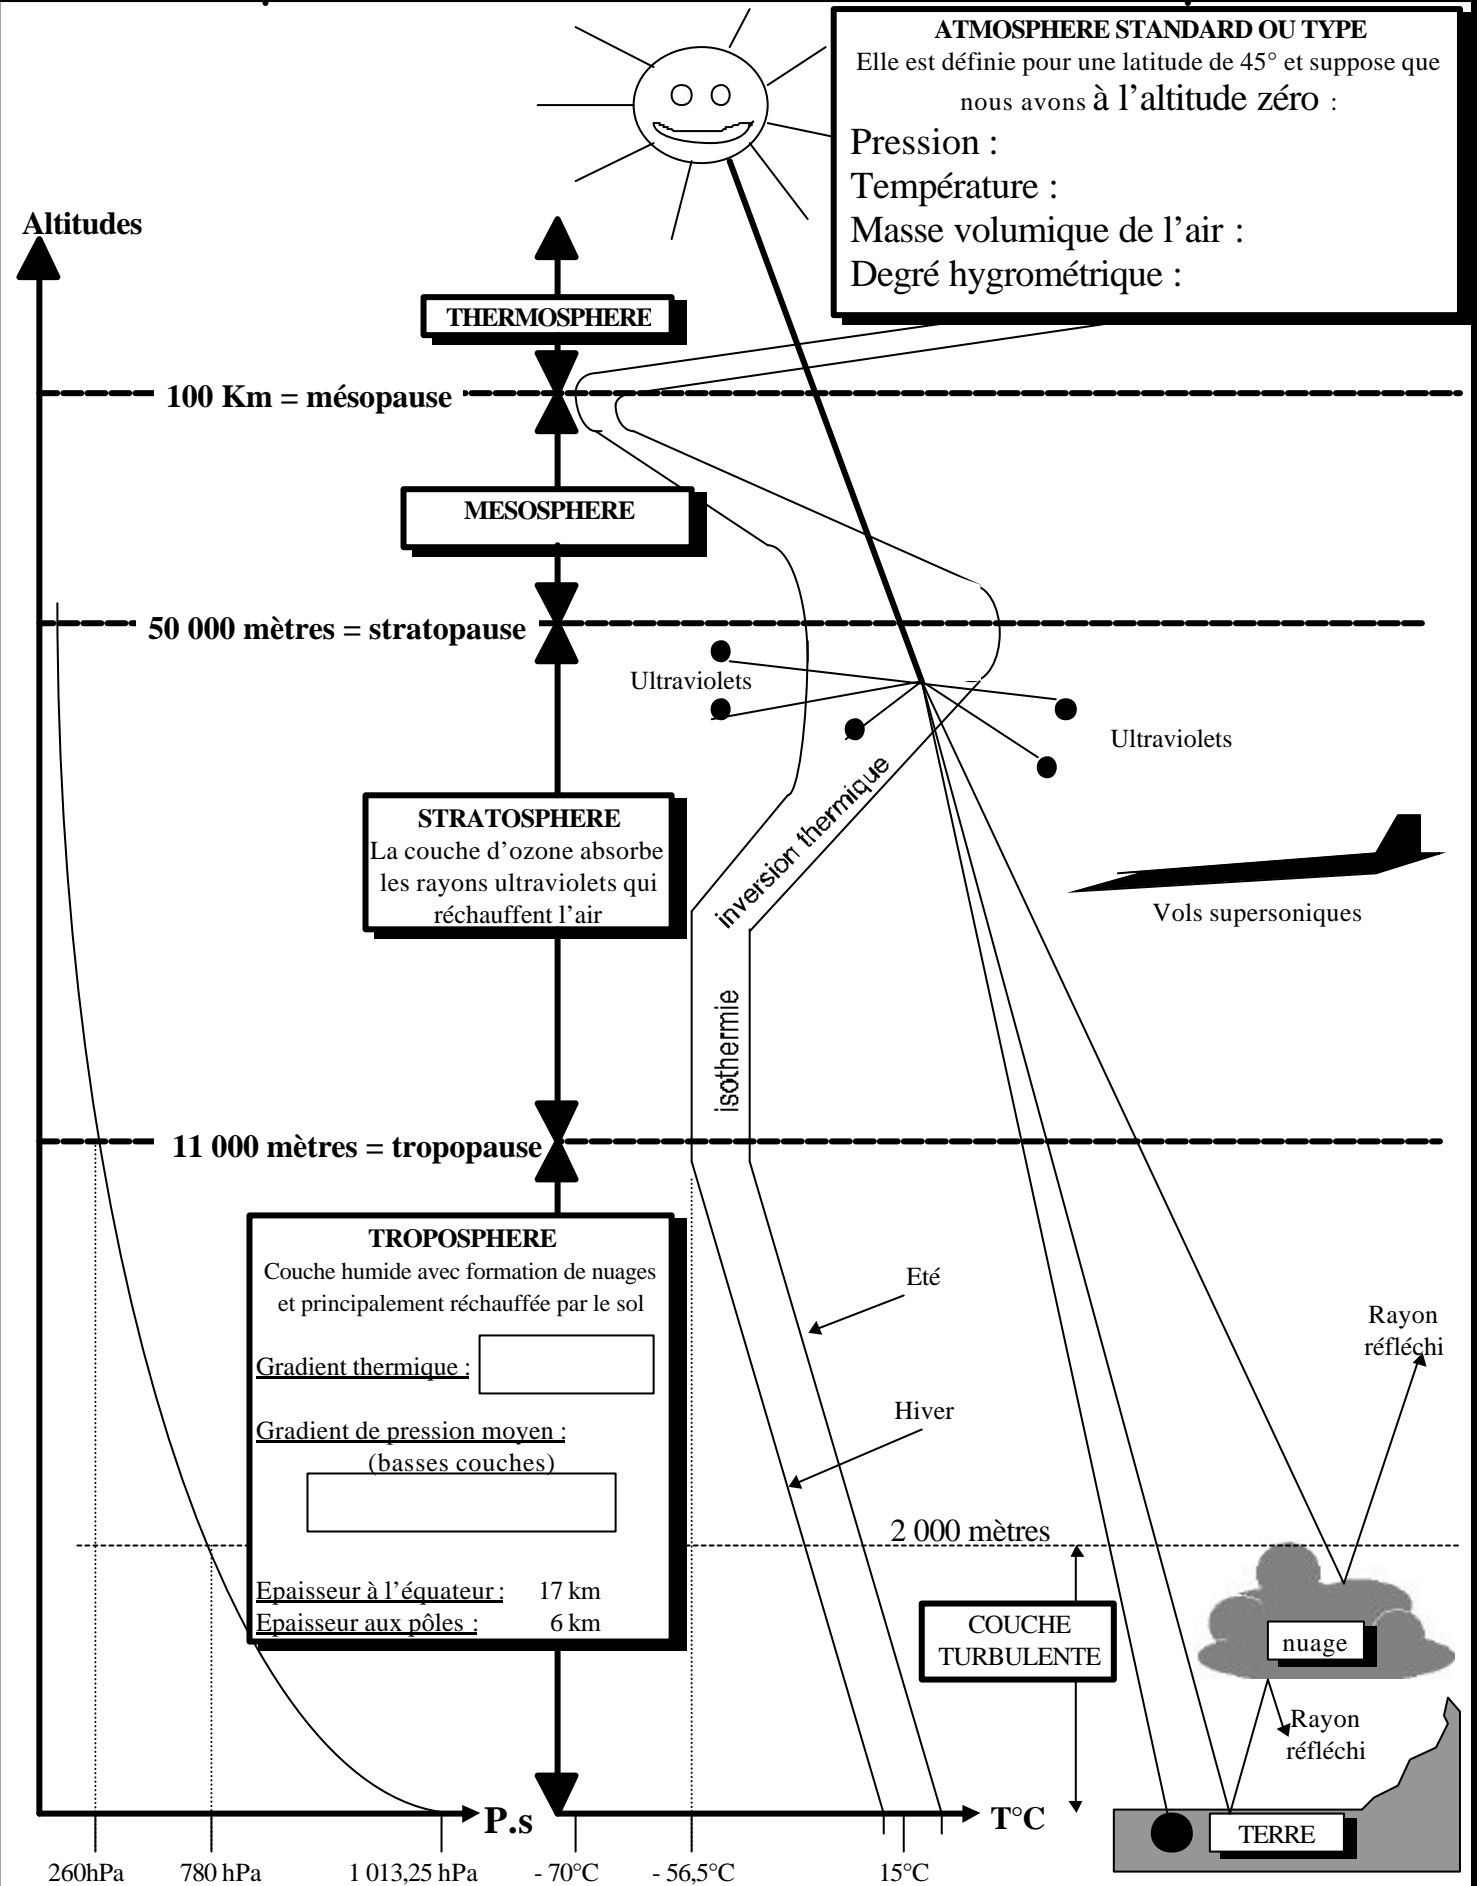 ATMOSPHERE STANDARD OU TYPE
Elle est définie pour une latitude de 45° et suppose que
nous avons à l’altitude zéro :
Pression :
Température :
Masse volumique de l’air :
Degré hygrométrique :
Altitudes
THERMOSPHERE
100 Km = mésopause
MESOSPHERE
50 000 mètres = stratopause
Ultraviolets
Ultraviolets
inversion thermique
STRATOSPHERE
La couche d’ozone absorbe
les rayons ultraviolets qui
réchauffent l’air
Vols supersoniques
isothermie
11 000 mètres = tropopause
TROPOSPHERE
Couche humide avec formation de nuages
et principalement réchauffée par le sol
Gradient thermique :
Gradient de pression moyen :
(basses couches)
Epaisseur à l’équateur : 17 km
Epaisseur aux pôles : 6 km
Eté
Hiver
Rayon
réfléchi
2 000 mètres
COUCHE
TURBULENTE
nuage
Rayon
réfléchi
TERRE
P.s
T°C
260hPa
780 hPa
1 013,25 hPa
- 70°C
- 56,5°C
15°C